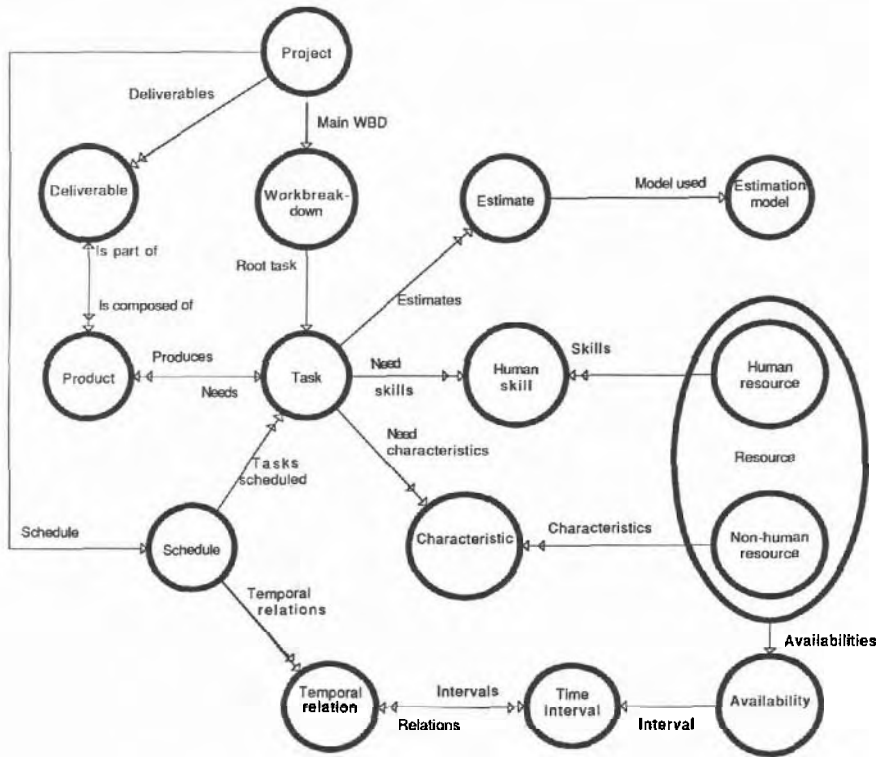 Project
Deliverables
Main WBD
Deliverable
Workbreak-
down
Estimate
Model used
Estimation
model
Is part of
Root task
Is composed of
Estimates
Product
Produces
Needs
Task
Need
skills
Human
skill
Skills
Human
resource
Need
characteristics
Resource
Tasks
scheduled
Schedule
Schedule
Characteristic
Characteristics
Non-human
resource
Temporal
relations
Availabilities
Temporal
relation
Intervals
Relations
Time
Interval
Interval
Availability